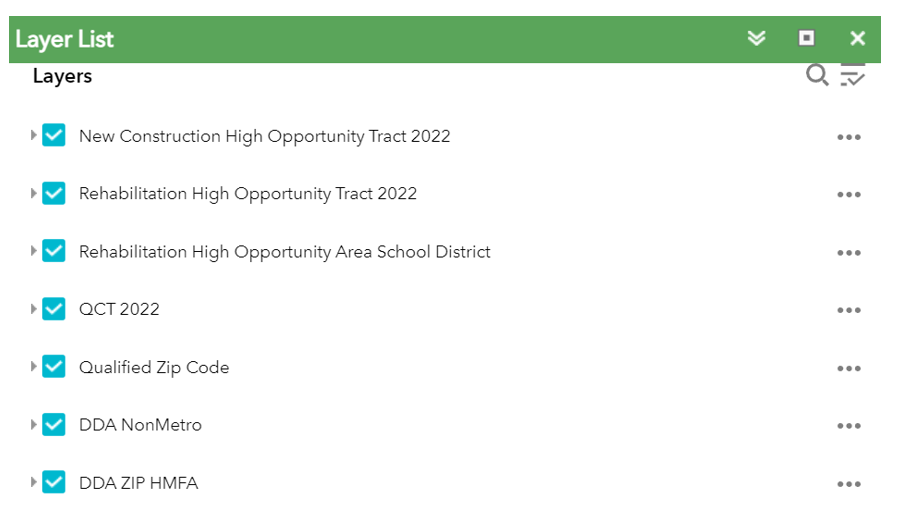 Layer List
Layers
New Construction High Opportunity Tract 2022
Rehabilitation High Opportunity Tract 2022
Rehabilitation High Opportunity Area School District
QCT 2022
Qualified Zip Code
DDA NonMetro
DDA ZIP HMFA